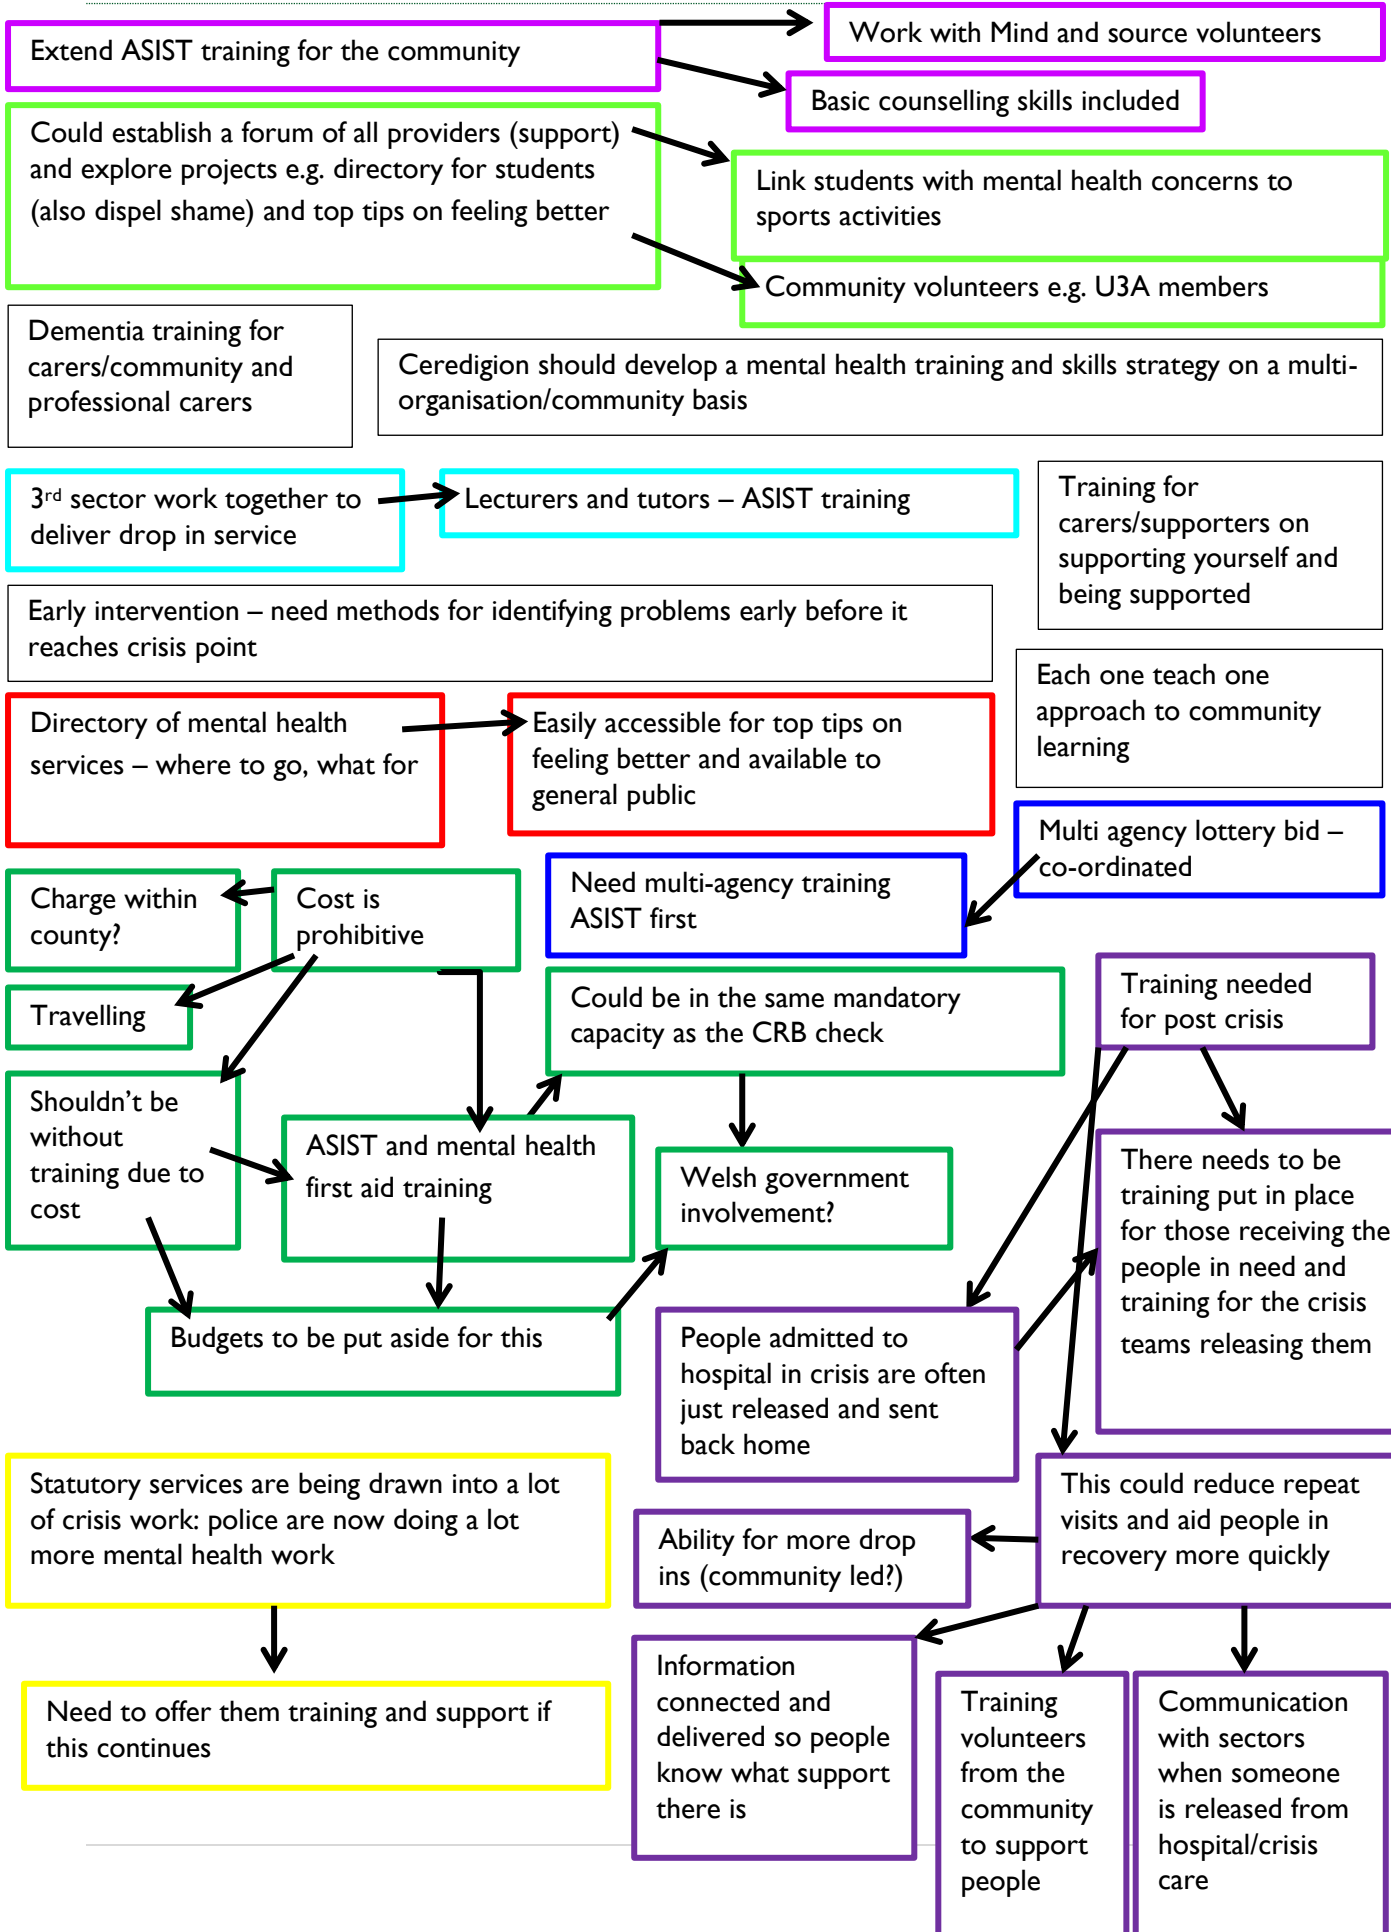 Extend ASIST training for the community
Work with Mind and source volunteers
Basic counselling skills included
Could establish a forum of all providers (support)
and explore projects e.g. directory for students
(also dispel shame) and top tips on feeling better
Link students with mental health concerns to
sports activities
Community volunteers e.g. U3A members
Dementia training for
carers/community and
professional carers
Ceredigion should develop a mental health training and skills strategy on a multi-
organisation/community basis
3rd sector work together to
deliver drop in service
Lecturers and tutors – ASIST training
Training for
carers/supporters on
supporting yourself and
being supported
Early intervention – need methods for identifying problems early before it
reaches crisis point
Each one teach one
approach to community
learning
Directory of mental health
services – where to go, what for
Easily accessible for top tips on
feeling better and available to
general public
Multi agency lottery bid –
co-ordinated
Need multi-agency training
ASIST first
Charge within
county?
Cost is
prohibitive
Travelling
Could be in the same mandatory
capacity as the CRB check
Training needed
for post crisis
Shouldn't be
without
training due to
cost
ASIST and mental health
first aid training
Welsh government
involvement?
There needs to be
training put in place
for those receiving the
people in need and
training for the crisis
teams releasing them
Budgets to be put aside for this
People admitted to
hospital in crisis are often
just released and sent
back home
Statutory services are being drawn into a lot
of crisis work: police are now doing a lot
more mental health work
This could reduce repeat
visits and aid people in
recovery more quickly
Ability for more drop
ins (community led?)
Need to offer them training and support if
this continues
Information
connected and
delivered so people
know what support
there is
Training
volunteers
from the
community
to support
people
Communication
with sectors
when someone
is released from
hospital/crisis
care